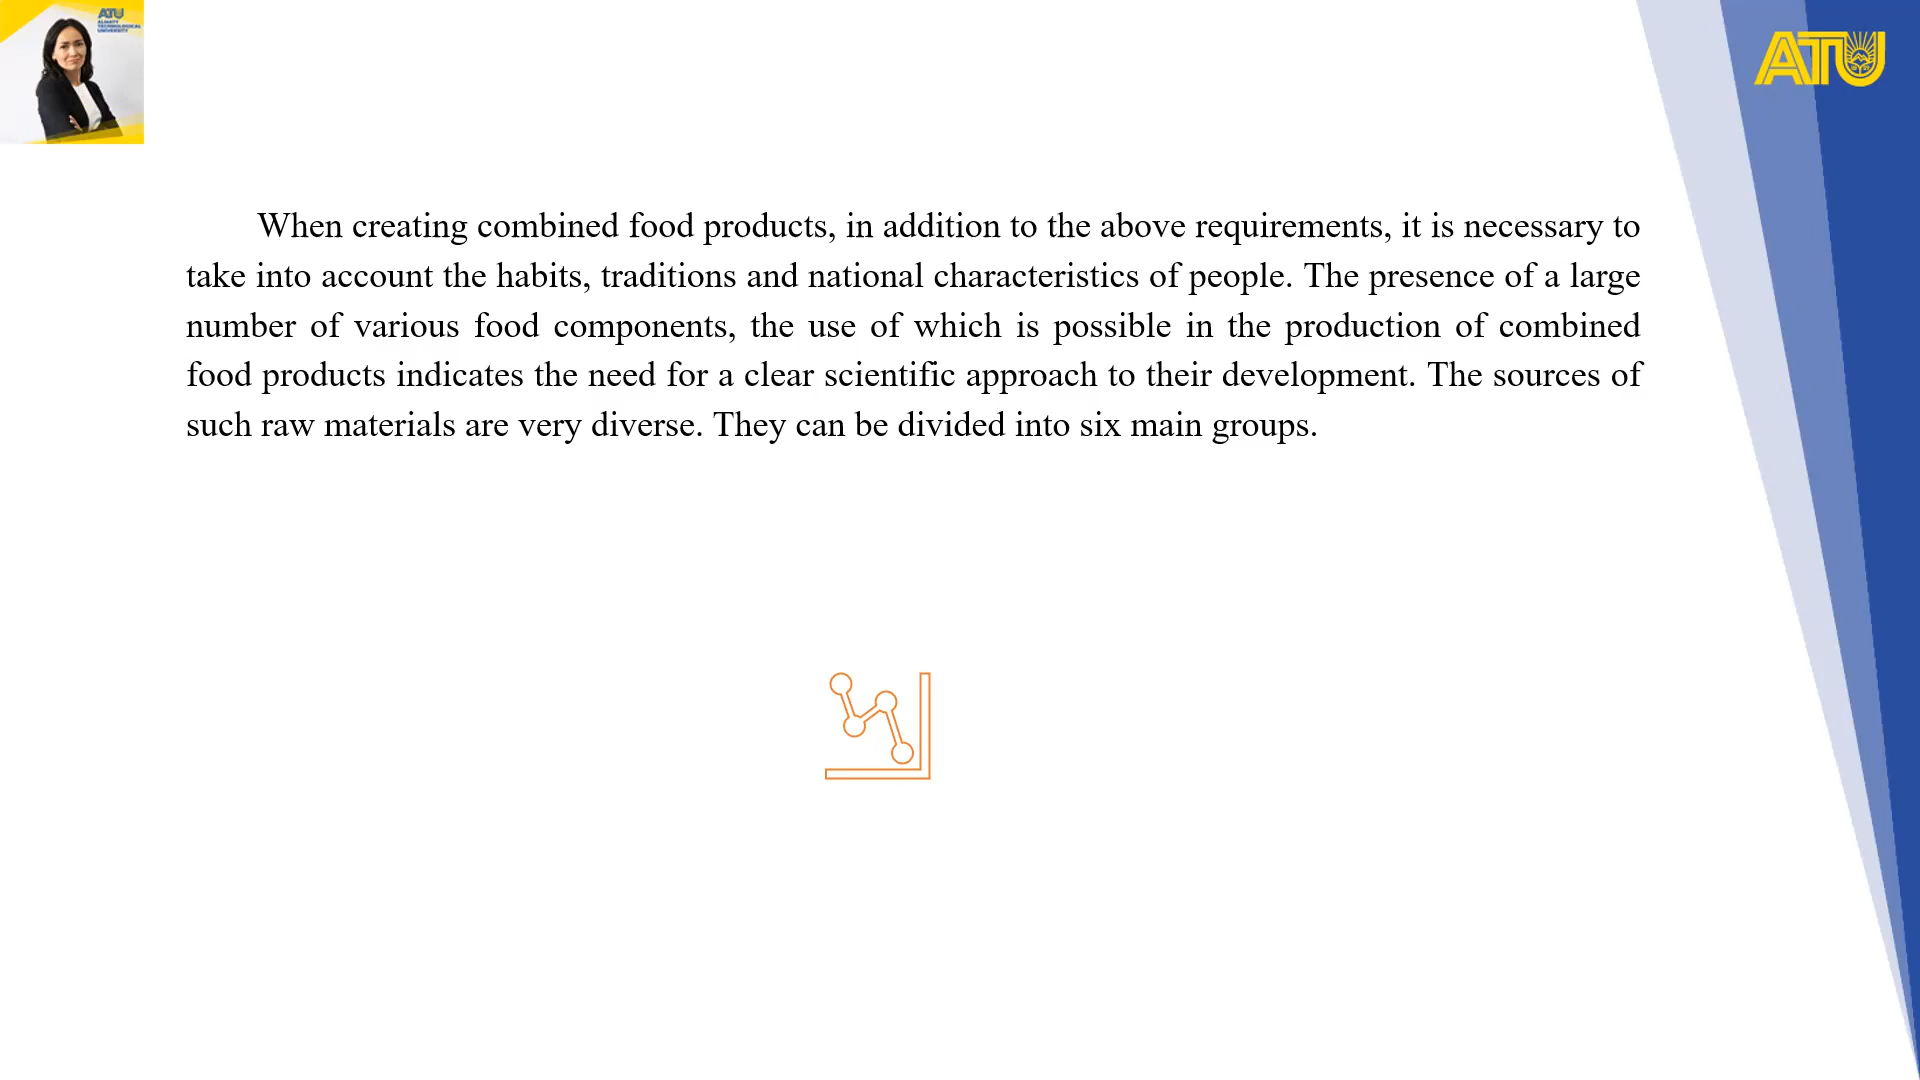 ATU
ALMATY
TECHNOLOGICAL
UNIVERSITY
ATU
When creating combined food products, in addition to the above requirements, it is necessary to
take into account the habits, traditions and national characteristics of people. The presence of a large
number of various food components, the use of which is possible in the production of combined
food products indicates the need for a clear scientific approach to their development. The sources of
such raw materials are very diverse. They can be divided into six main groups.